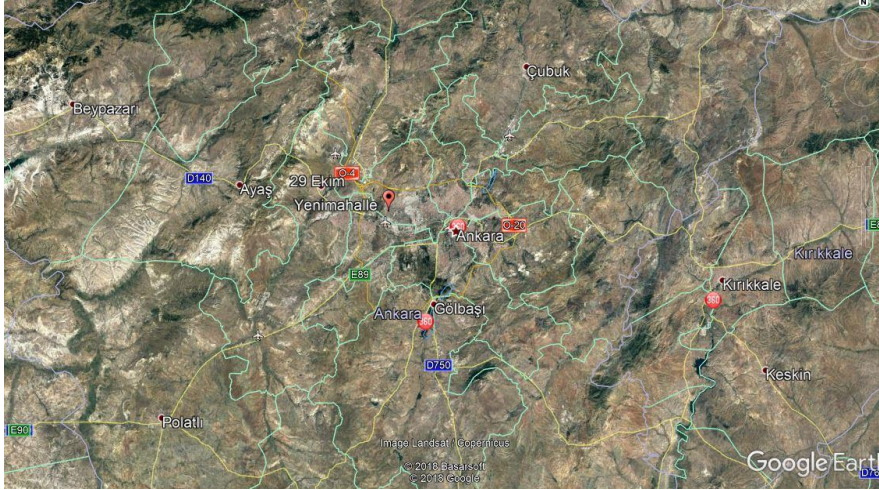 N
Çubuk
Beypazarı
O-4
D140
Ayaş
29 Ekim
Yenimahalle
O-20
Ankara
Kırıkkale
E89
Kırıkkale
360
Ankara
Gölbaşı
360
D750
Keskin
Polatlı
E90
Image Landsat / Copernicus
© 2018 Basarsoft
© 2018 Google
Google Earth